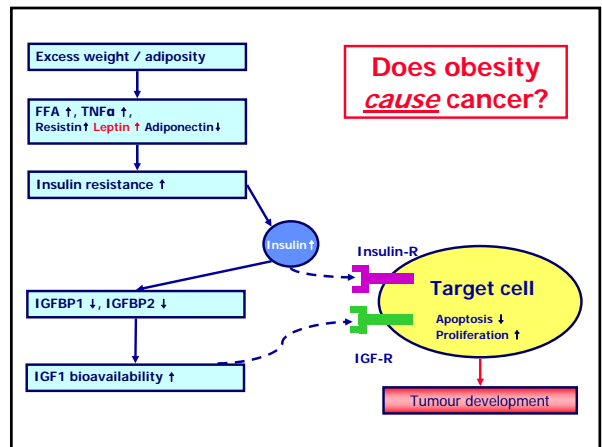 Excess weight / adiposity
Does obesity
cause cancer?
FFA ↑, TNFα ↑,
Resistin↑ Leptin ↑ Adiponectin↓
Insulin resistance ↑
Insulin↑
Insulin-R
Target cell
Apoptosis ↓
Proliferation ↑
IGFBP1 ↓, IGFBP2 ↓
IGF-R
IGF1 bioavailability ↑
Tumour development